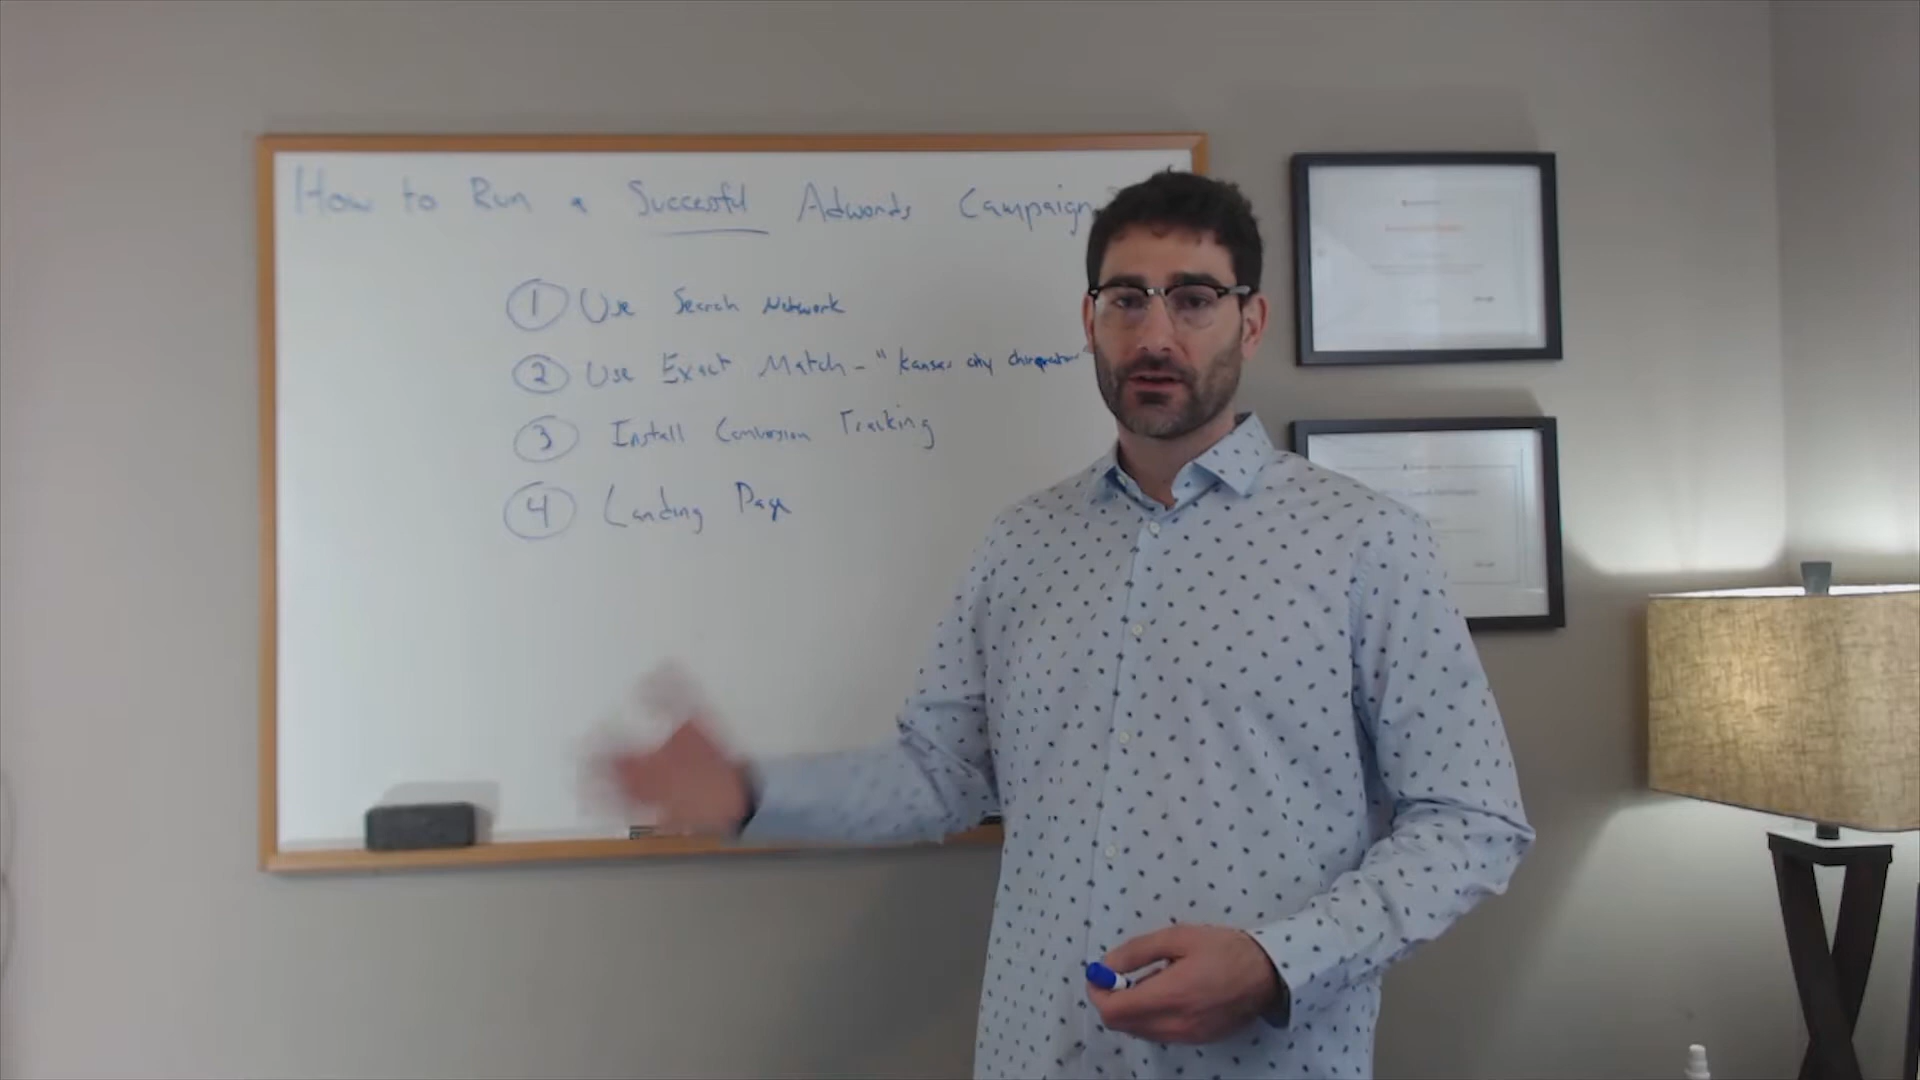 How to Run a Succesful Adwords Campaign
1 Use Search Network
2 Use Exact Match - "Kansas city chiropractor"
3 Install Conversion Tracking
4 Landing Page